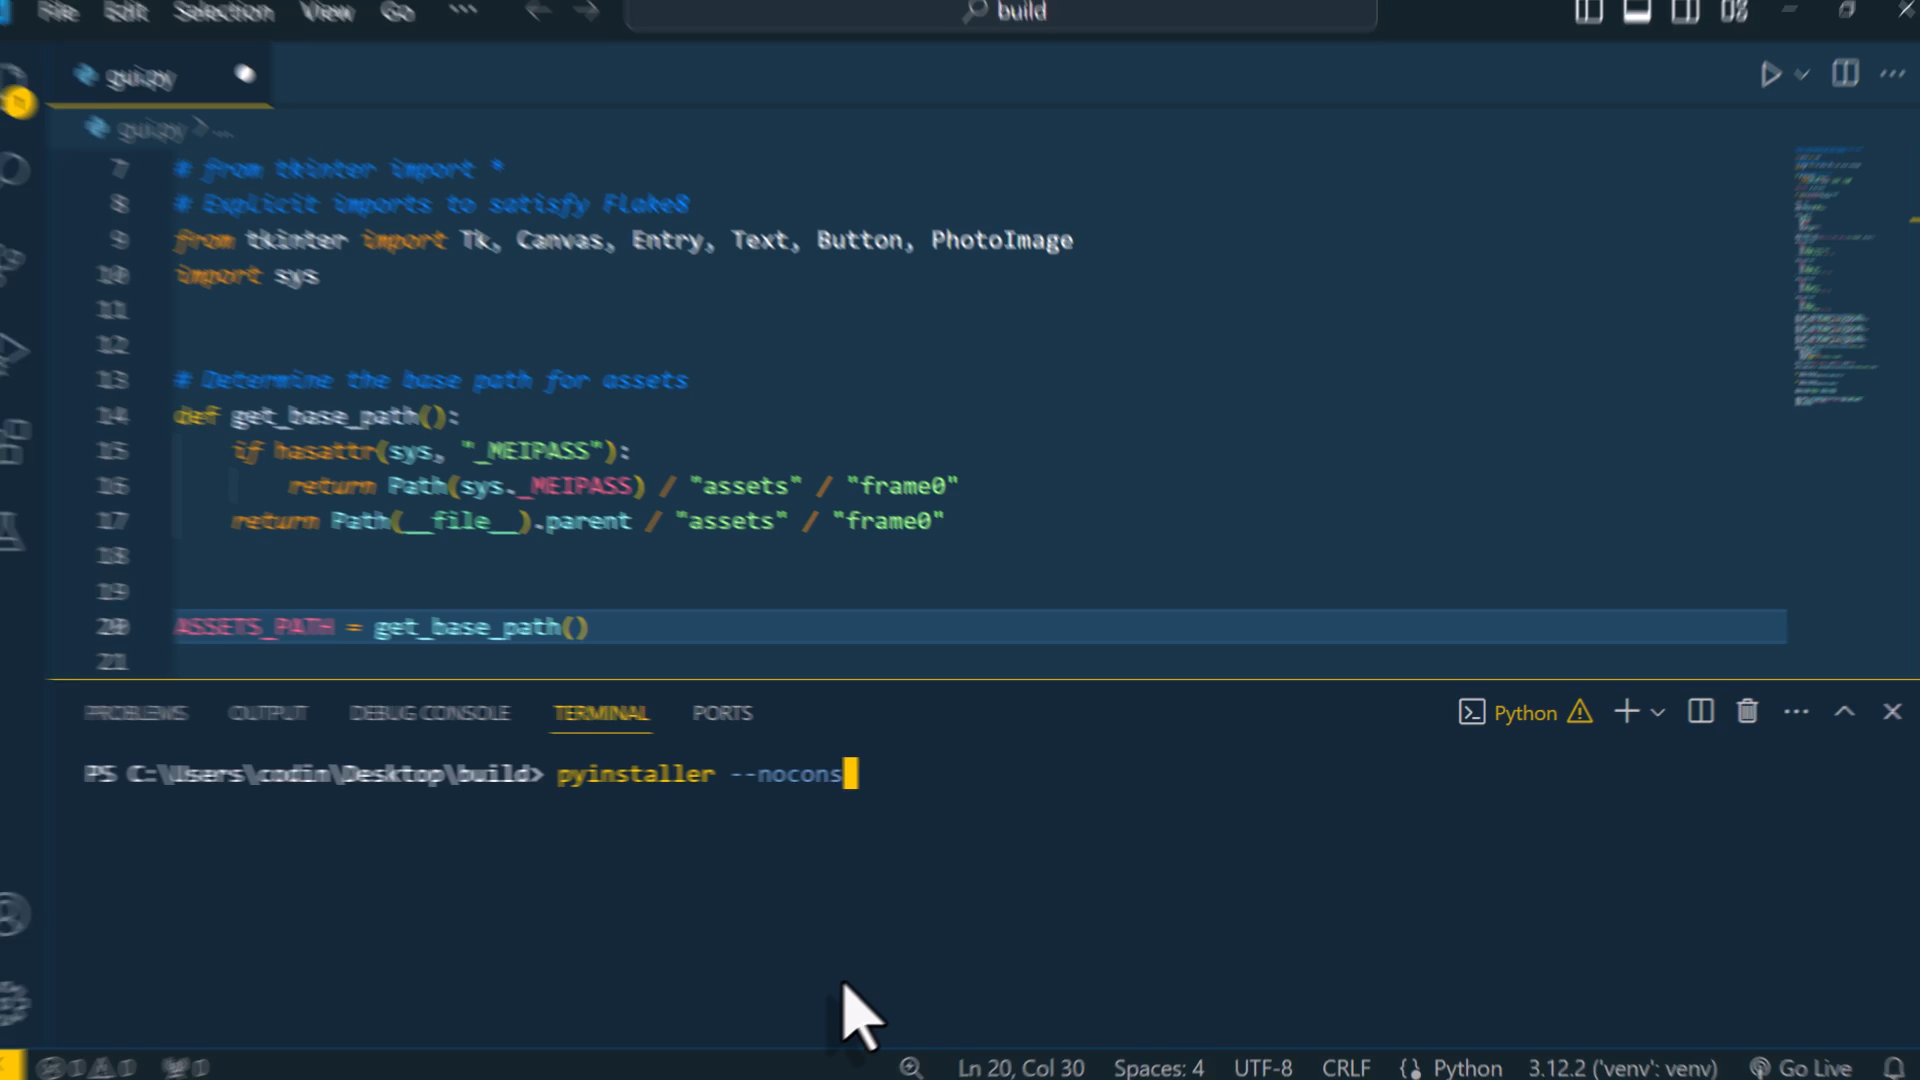 File Edit Selection View Go ... build
gui.py
gui.py > ...
7 # from tkinter import *
8 # Explicit imports to satisfy Flake8
9 from tkinter import Tk, Canvas, Entry, Text, Button, PhotoImage
10 import sys
11
12
13 # Determine the base path for assets
14 def get_base_path():
15 if hasattr(sys, "_MEIPASS"):
16 return Path(sys._MEIPASS) / "assets" / "frame0"
17 return Path(__file__).parent / "assets" / "frame0"
18
19
20 ASSETS_PATH = get_base_path()
21
PROBLEMS OUTPUT DEBUG CONSOLE TERMINAL PORTS Python
PS C:\Users\codin\Desktop\build> pyinstaller --nocons
Ln 20, Col 30 Spaces: 4 UTF-8 CRLF Python 3.12.2 ('venv': venv) Go Live